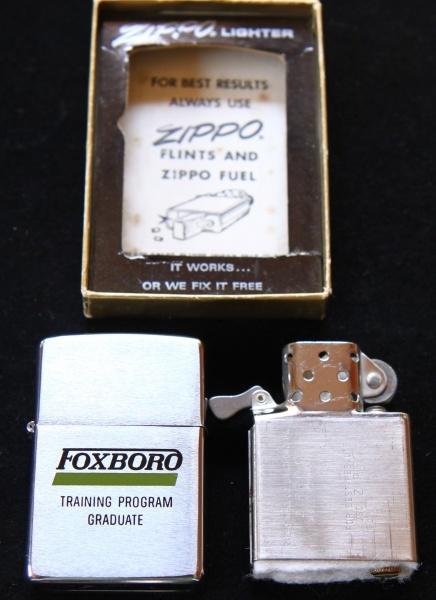 ZIPPO. LIGHTER
FOR BEST RESULTS
ALWAYS USE
ZIPPO®
FLINTS AND
ZIPPO FUEL
IT WORKS...
OR WE FIX IT FREE
FOXBORO
TRAINING PROGRAM
GRADUATE